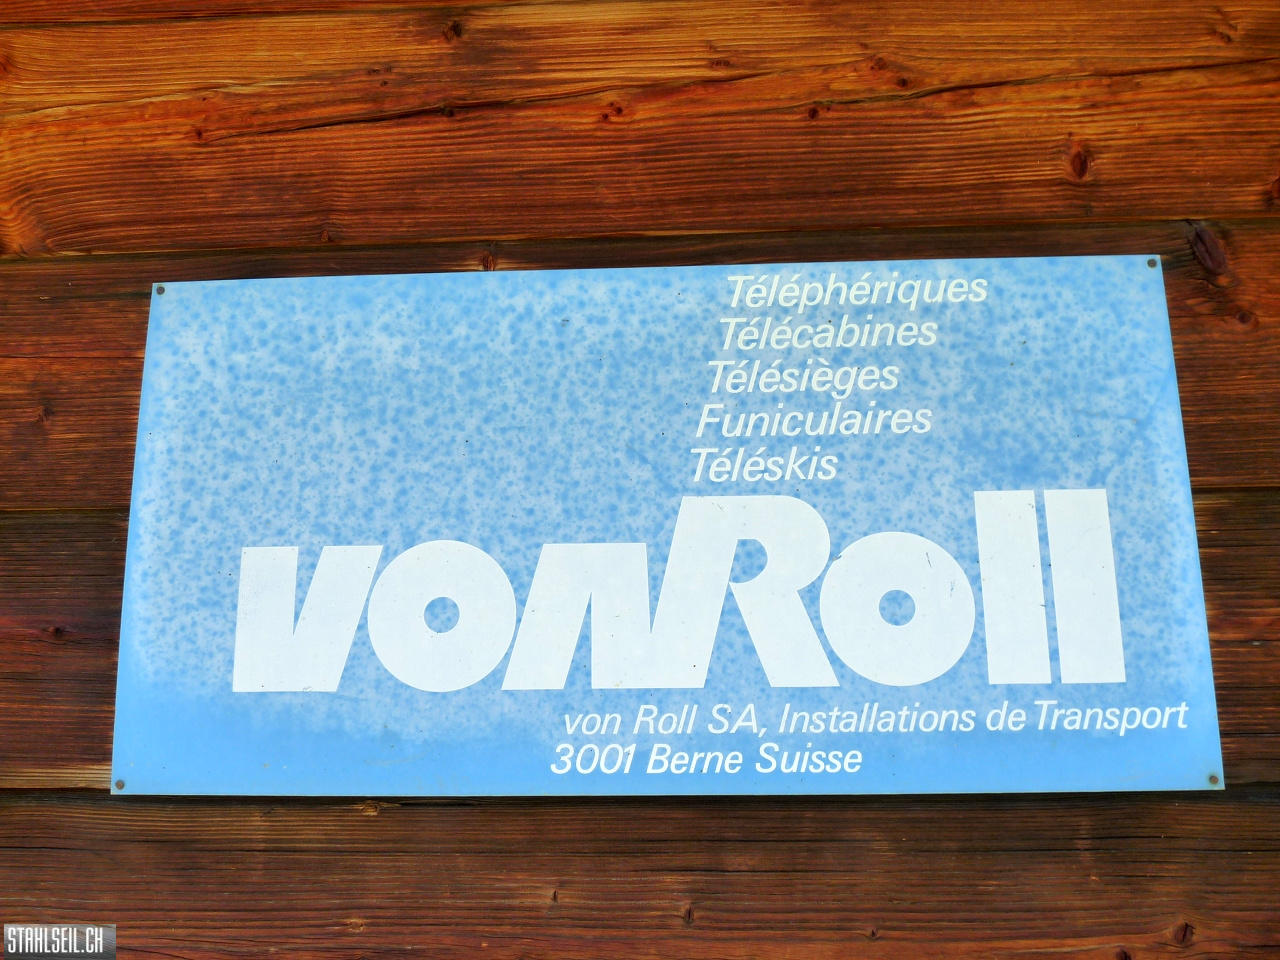 Téléphériques
Télécabines
Télésièges
Funiculaires
Téléskis
vonRoll
von Roll SA, Installations de Transport
3001 Berne Suisse
STAHLSEIL.CH